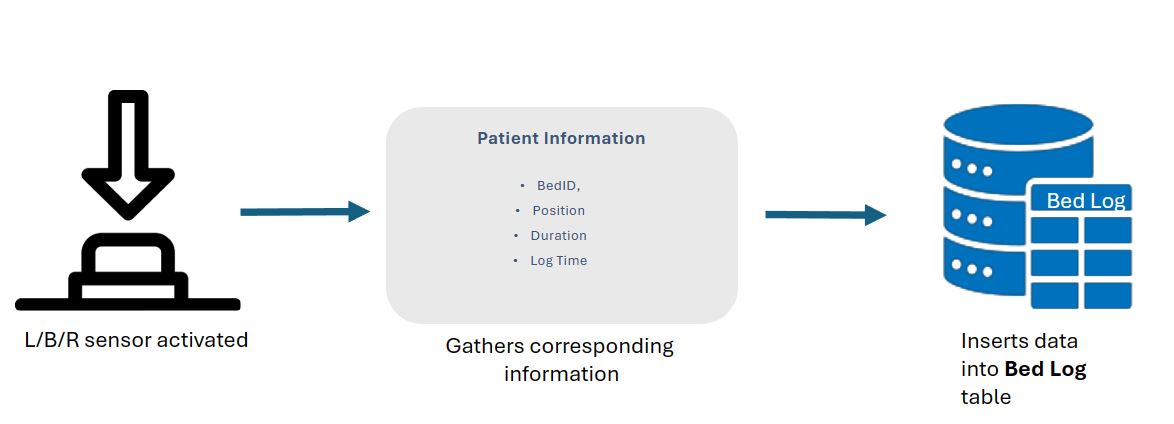 L/B/R sensor activated
Patient Information
• BedID,
• Position
• Duration
• Log Time
Gathers corresponding
information
Bed Log
Inserts data
into Bed Log
table